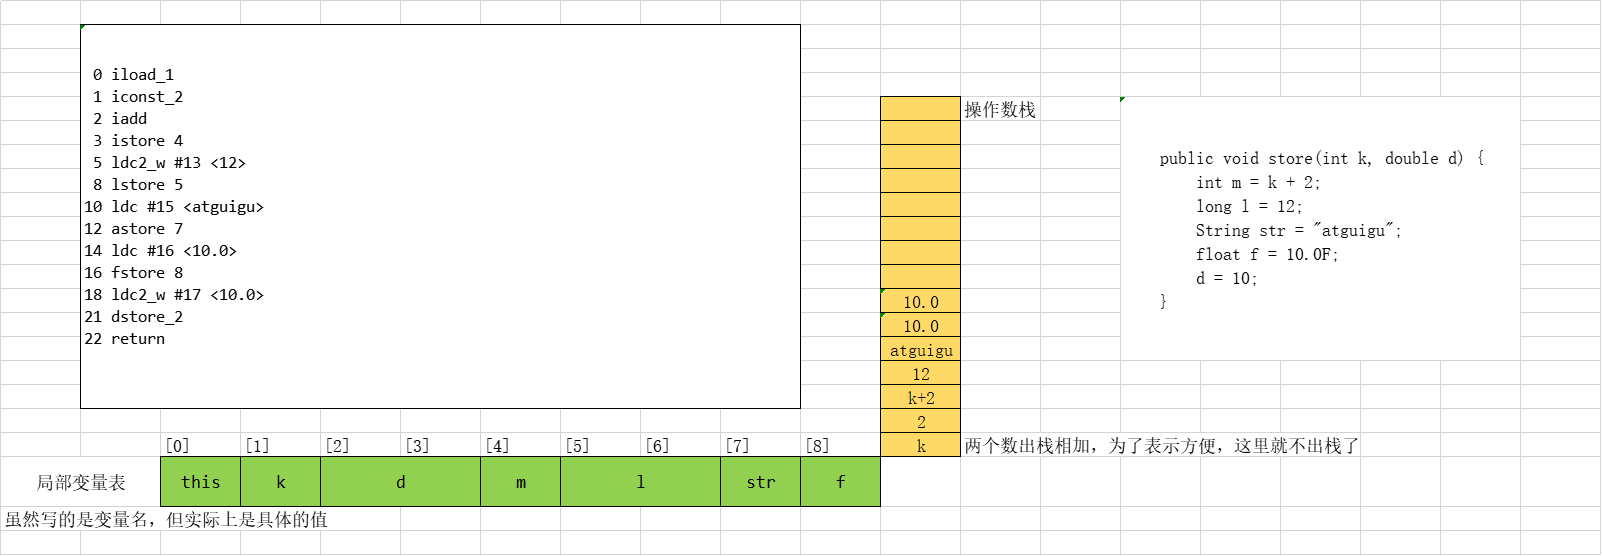 0 iload_1
1 iconst_2
2 iadd
3 istore 4
5 ldc2_w #13 <12>
8 lstore 5
10 ldc #15 <atguigu>
12 astore 7
14 ldc #16 <10.0>
16 fstore 8
18 ldc2_w #17 <10.0>
21 dstore_2
22 return
操作数栈
10.0
10.0
atguigu
12
k+2
2
k
两个数出栈相加，为了表示方便，这里就不出栈了
public void store(int k, double d) {
int m = k + 2;
long l = 12;
String str = "atguigu";
float f = 10.0F;
d = 10;
}
[0] [1] [2] [3] [4] [5] [6] [7] [8]
局部变量表 this k d m l str f
虽然写的是变量名，但实际上是具体的值